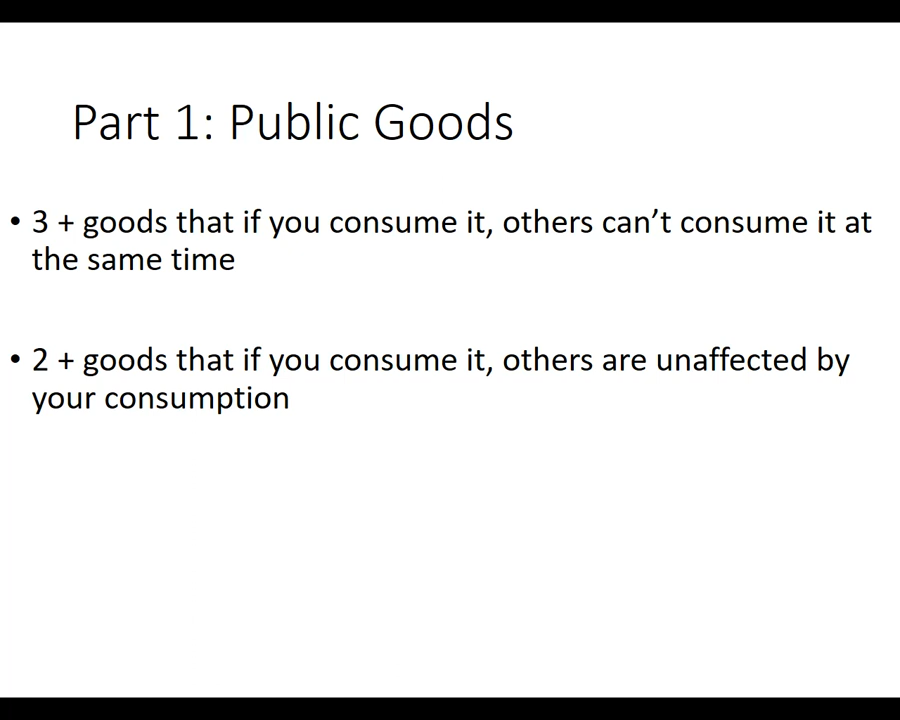 Part 1: Public Goods
• 3 + goods that if you consume it, others can’t consume it at
the same time
• 2 + goods that if you consume it, others are unaffected by
your consumption